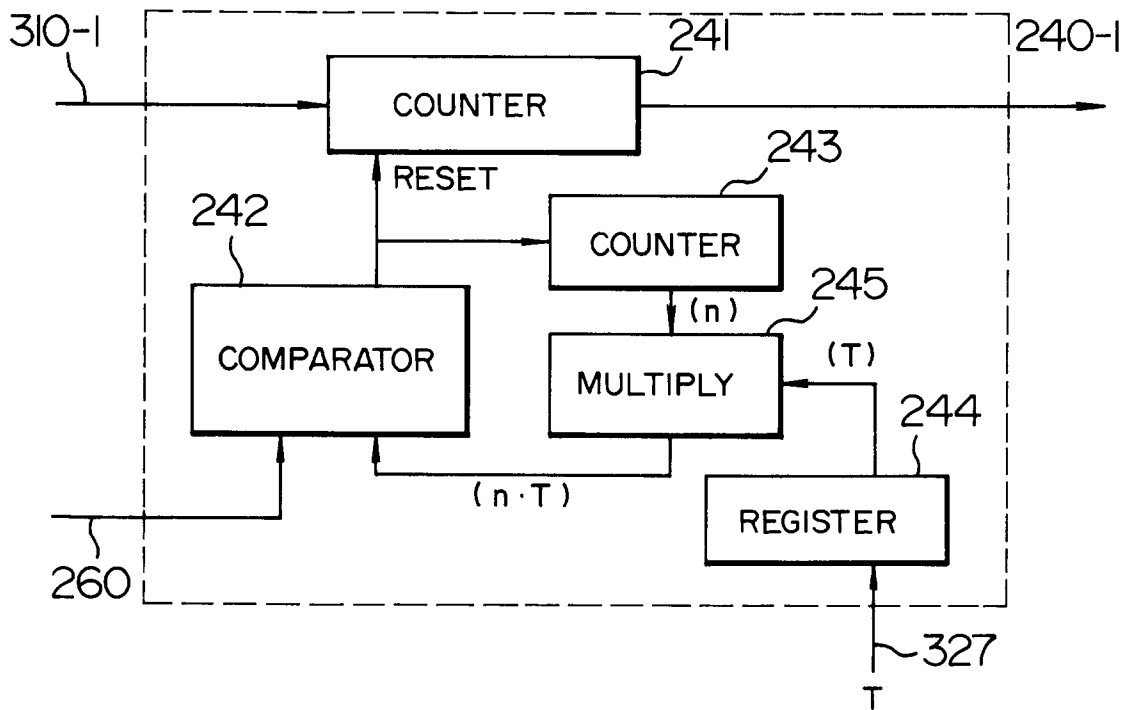 310-1
241
240-1
COUNTER
RESET
243
242
COUNTER
245
(n)
(T)
COMPARATOR
MULTIPLY
244
(n·T)
REGISTER
260
327
T